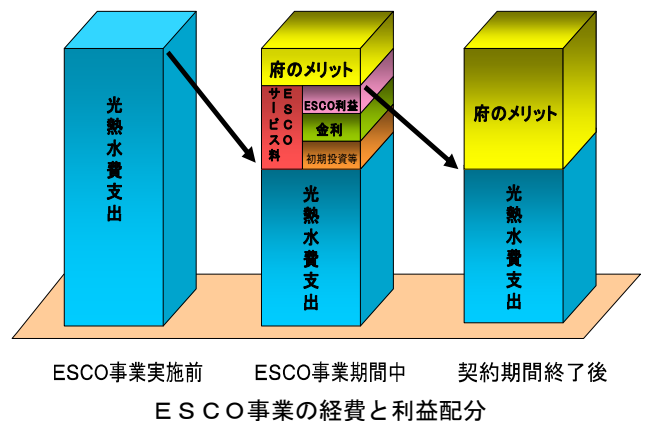 光熱水費支出
府のメリット
ESCOサービス料
ESCO利益
金利
初期投資等
光熱水費支出
府のメリット
光熱水費支出
ESCO事業実施前
ESCO事業期間中
契約期間終了後
ＥＳＣＯ事業の経費と利益配分